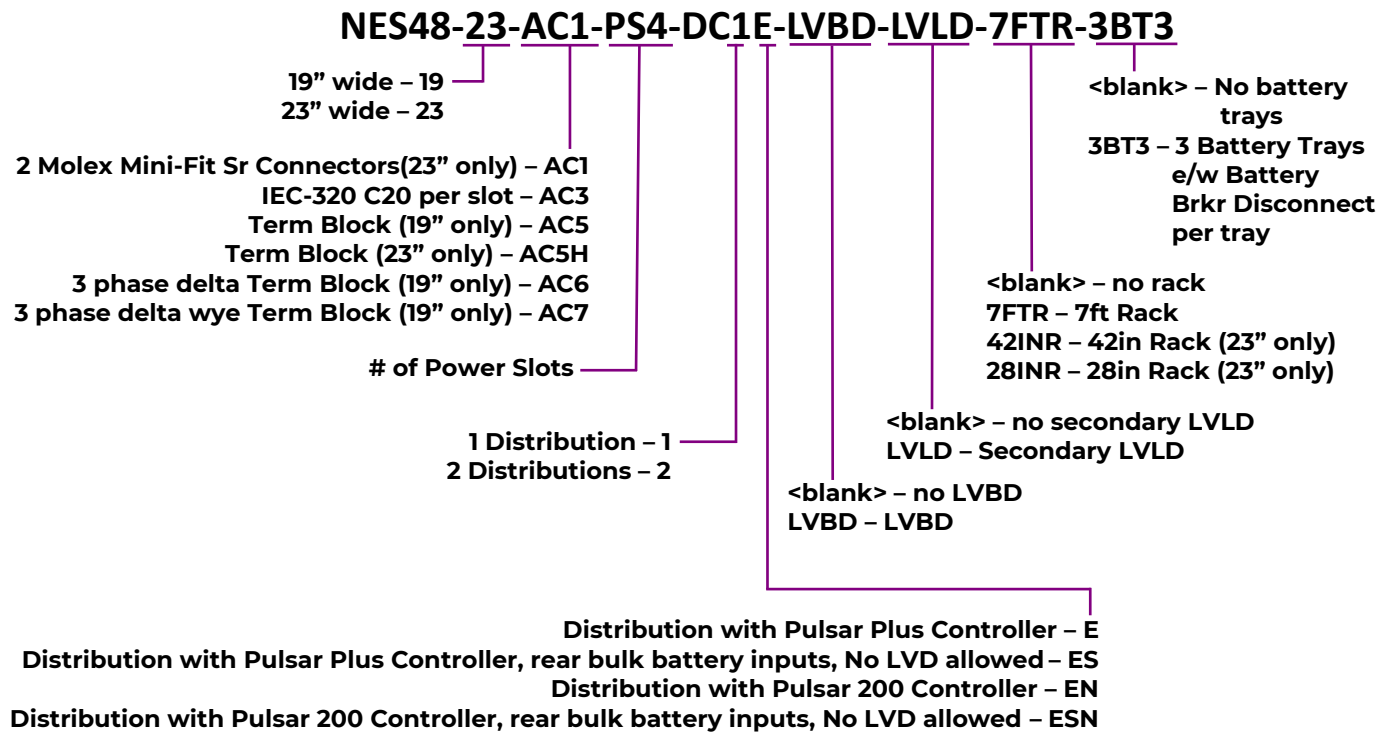 NES48-23-AC1-PS4-DC1E-LVBD-LVLD-7FTR-3BT3
19” wide – 19
23” wide – 23
2 Molex Mini-Fit Sr Connectors(23” only) – AC1
IEC-320 C20 per slot – AC3
Term Block (19” only) – AC5
Term Block (23” only) – AC5H
3 phase delta Term Block (19” only) – AC6
3 phase delta wye Term Block (19” only) – AC7
# of Power Slots
1 Distribution – 1
2 Distributions – 2
<blank> – No battery
trays
3BT3 – 3 Battery Trays
e/w Battery
Brkr Disconnect
per tray
<blank> – no rack
7FTR – 7ft Rack
42INR – 42in Rack (23” only)
28INR – 28in Rack (23” only)
<blank> – no secondary LVLD
LVLD – Secondary LVLD
<blank> – no LVBD
LVBD – LVBD
Distribution with Pulsar Plus Controller – E
Distribution with Pulsar Plus Controller, rear bulk battery inputs, No LVD allowed – ES
Distribution with Pulsar 200 Controller – EN
Distribution with Pulsar 200 Controller, rear bulk battery inputs, No LVD allowed – ESN